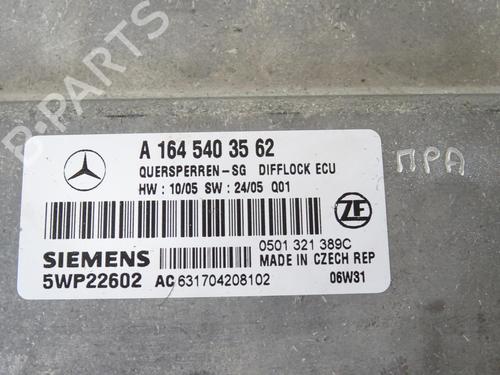 B-PARTS
A 164 540 35 62
QUERSPERREN-SG DIFFLOCK ECU
HW : 10/05 SW : 24/05 Q01
ZF
ПРА
SIEMENS
5WP22602
0501 321 389C
MADE IN CZECH REP
AC 631704208102
06W31